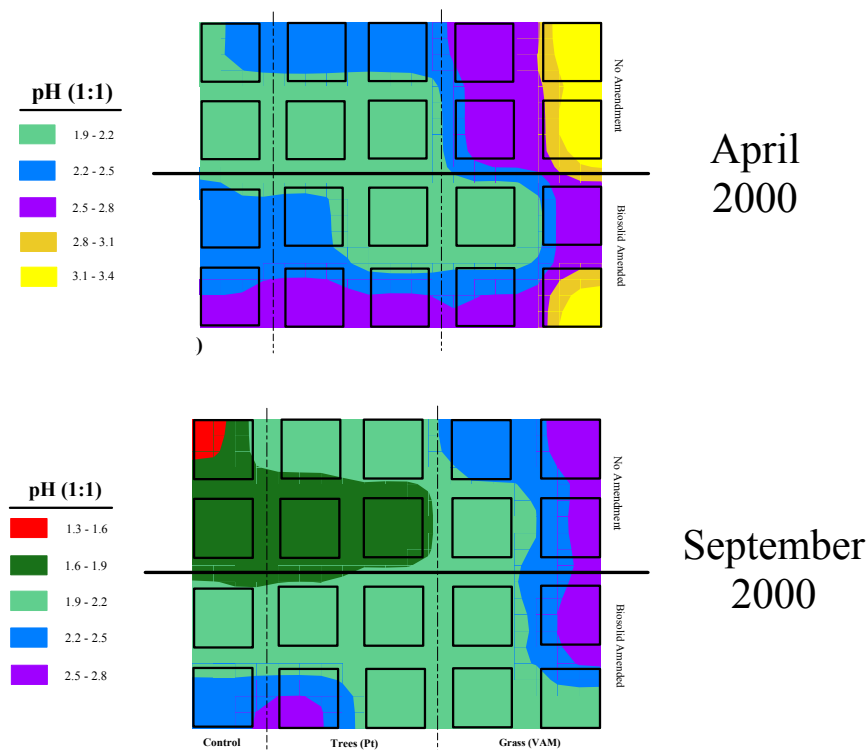 pH (1:1)
1.9 - 2.2
2.2 - 2.5
2.5 - 2.8
2.8 - 3.1
3.1 - 3.4
No Amendment
Biosolid Amended
)
April
2000
pH (1:1)
1.3 - 1.6
1.6 - 1.9
1.9 - 2.2
2.2 - 2.5
2.5 - 2.8
No Amendment
Biosolid Amended
Control
Trees (Pt)
Grass (VAM)
September
2000